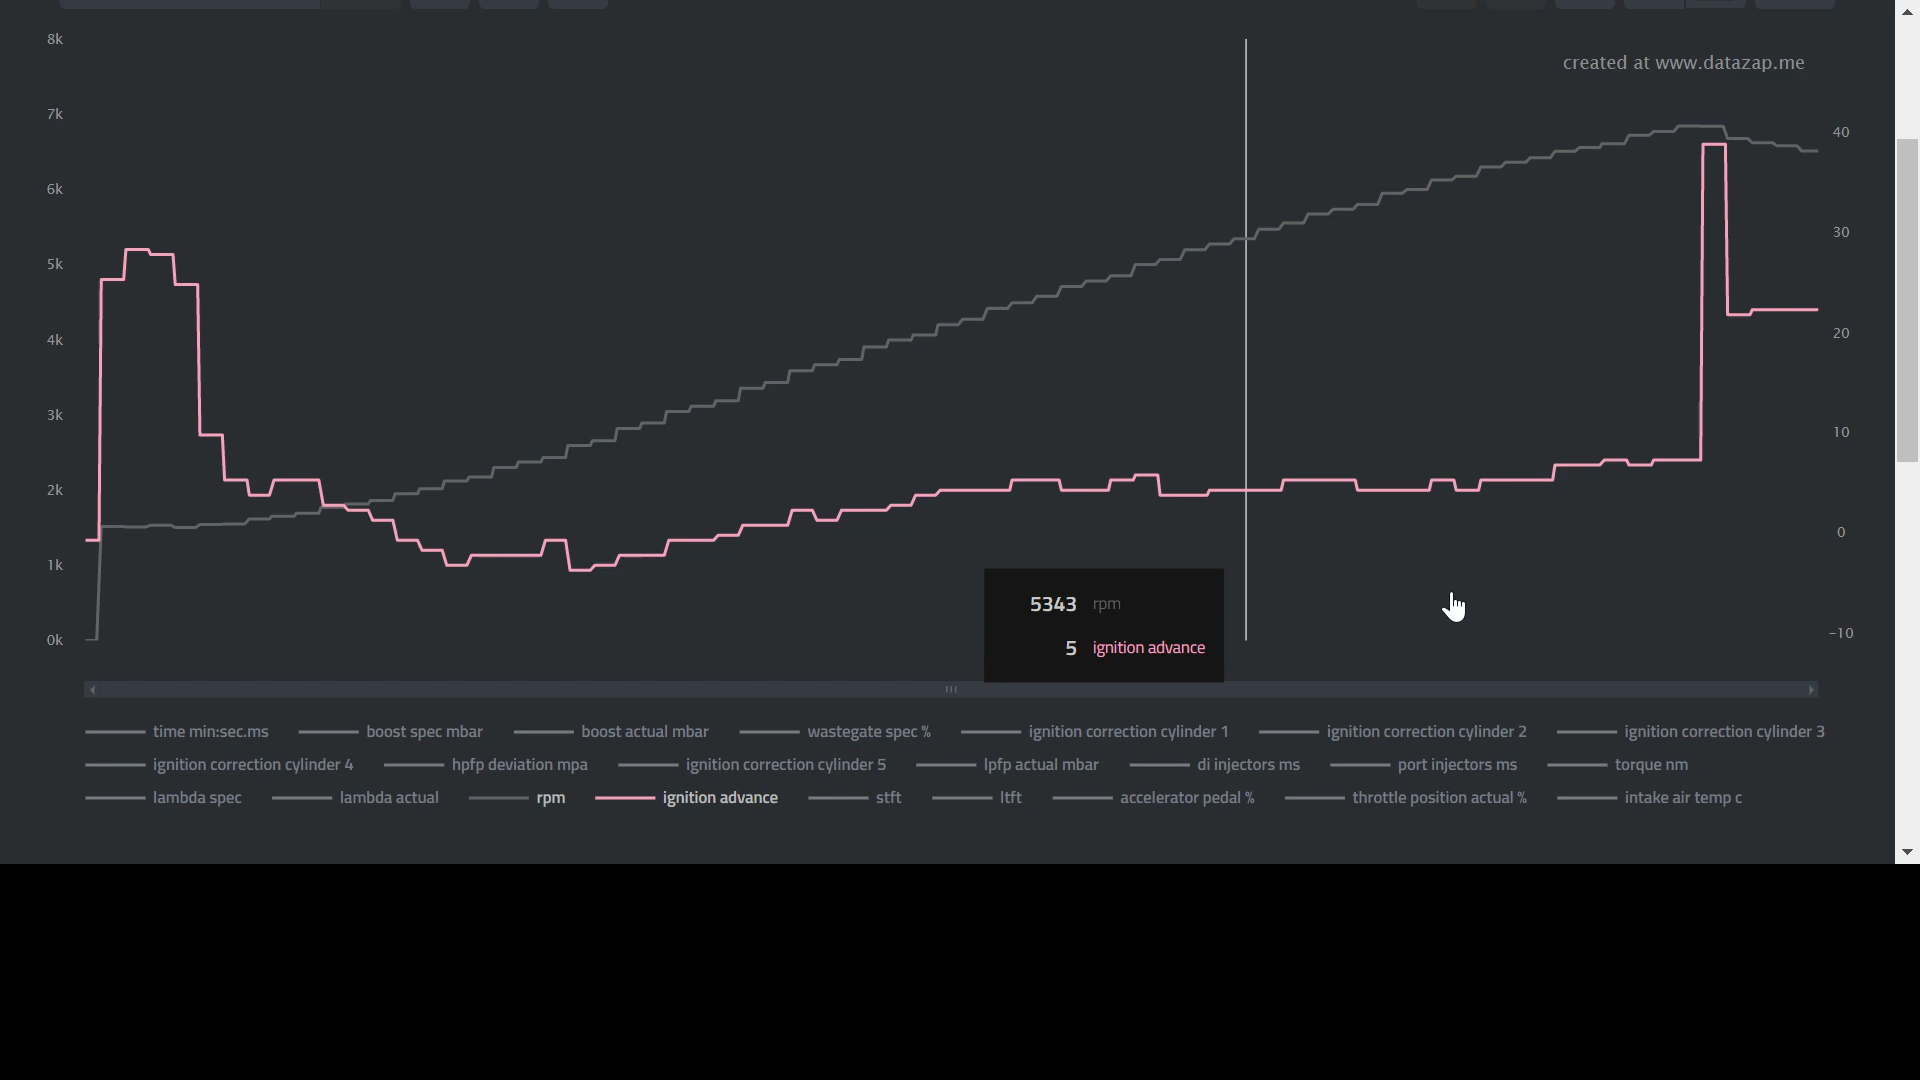 8k
created at www.datazap.me
7k
40
6k
30
5k
4k
20
3k
10
2k
0
1k
5343 rpm
0k
-10
5 ignition advance
time min:sec.ms boost spec mbar boost actual mbar wastegate spec % ignition correction cylinder 1 ignition correction cylinder 2 ignition correction cylinder 3
ignition correction cylinder 4 hpfp deviation mpa ignition correction cylinder 5 lpfp actual mbar di injectors ms port injectors ms torque nm
lambda spec lambda actual rpm ignition advance stft ltft accelerator pedal % throttle position actual % intake air temp c